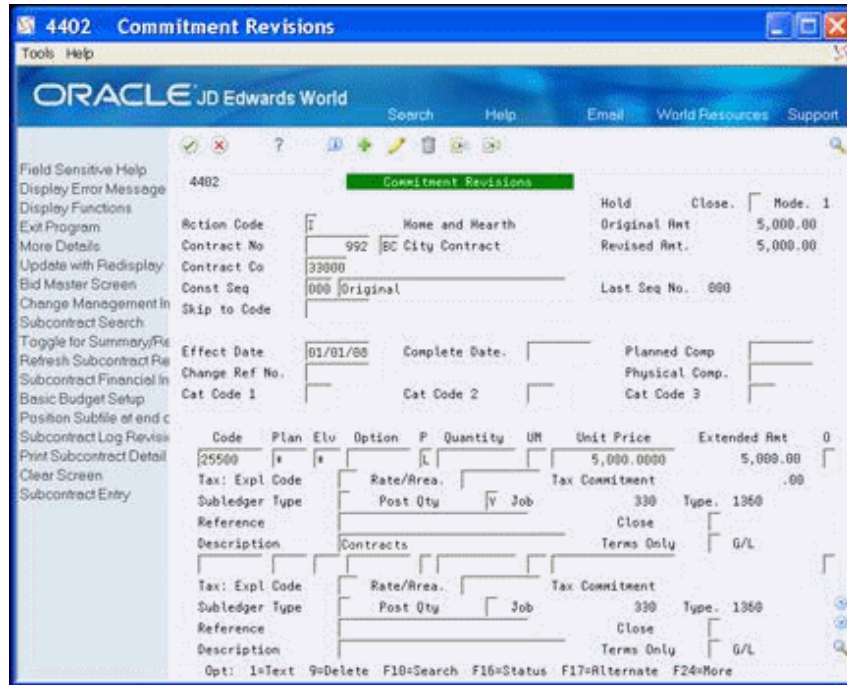 4402 Commitment Revisions
Tools Help
ORACLE JD Edwards World
Search Help Email World Resources Support
?
Field Sensitive Help
Display Error Message
Display Functions
Exit Program
More Details
Update with Redisplay
Bid Master Screen
Change Management In
Subcontract Search
Toggle for Summary/Re
Refresh Subcontract Re
Subcontract Financial In
Basic Budget Setup
Position Subfile at end o
Subcontract Log Revisi
Print Subcontract Detail
Clear Screen
Subcontract Entry
4402 Commitment Revisions
Hold Close. Mode. 1
Action Code I Home and Hearth Original Amt 5,000.00
Contract No 992 BC City Contract Revised Amt. 5,000.00
Contract Co 33000
Const Seq 000 Original Last Seq No. 000
Skip to Code
Effect Date 01/01/08 Complete Date. Planned Comp
Change Ref No. Physical Comp.
Cat Code 1 Cat Code 2 Cat Code 3
Code Plan Elv Option P Quantity UM Unit Price Extended Amt O
25500 * * L 5,000.0000 5,000.00
Tax: Expl Code Rate/Area. Tax Commitment .00
Subledger Type Post Qty Y Job 330 Type. 1360
Reference Close
Description Contracts Terms Only G/L
Tax: Expl Code Rate/Area. Tax Commitment
Subledger Type Post Qty Job 330 Type. 1360
Reference Close
Description Terms Only G/L
Opt: 1=Text 9=Delete F18=Search F16=Status F17=Alternate F24=More